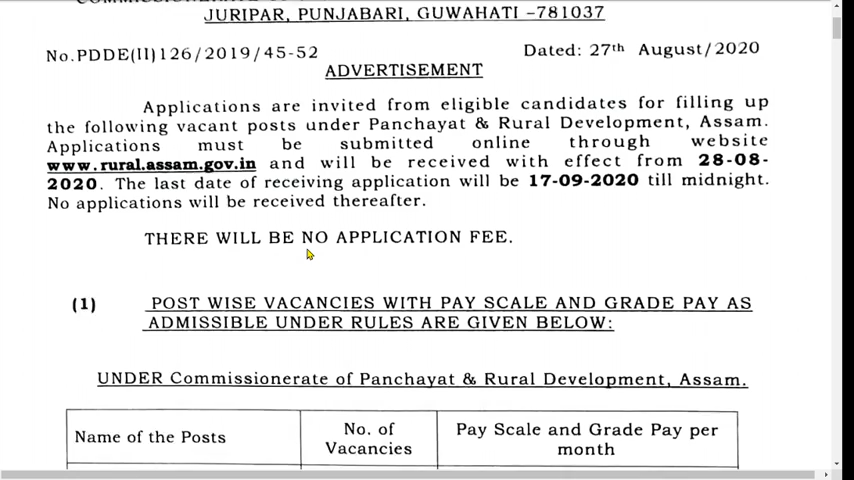 JURIPAR, PUNJABARI, GUWAHATI –781037
No.PDDE(II)126/2019/45-52 Dated: 27th August/2020
ADVERTISEMENT
Applications are invited from eligible candidates for filling up
the following vacant posts under Panchayat & Rural Development, Assam.
Applications must be submitted online through website
www.rural.assam.gov.in and will be received with effect from 28-08-
2020. The last date of receiving application will be 17-09-2020 till midnight.
No applications will be received thereafter.
THERE WILL BE NO APPLICATION FEE.
(1) POST WISE VACANCIES WITH PAY SCALE AND GRADE PAY AS
ADMISSIBLE UNDER RULES ARE GIVEN BELOW:
UNDER Commissionerate of Panchayat & Rural Development, Assam.
Name of the Posts No. of Vacancies Pay Scale and Grade Pay per month